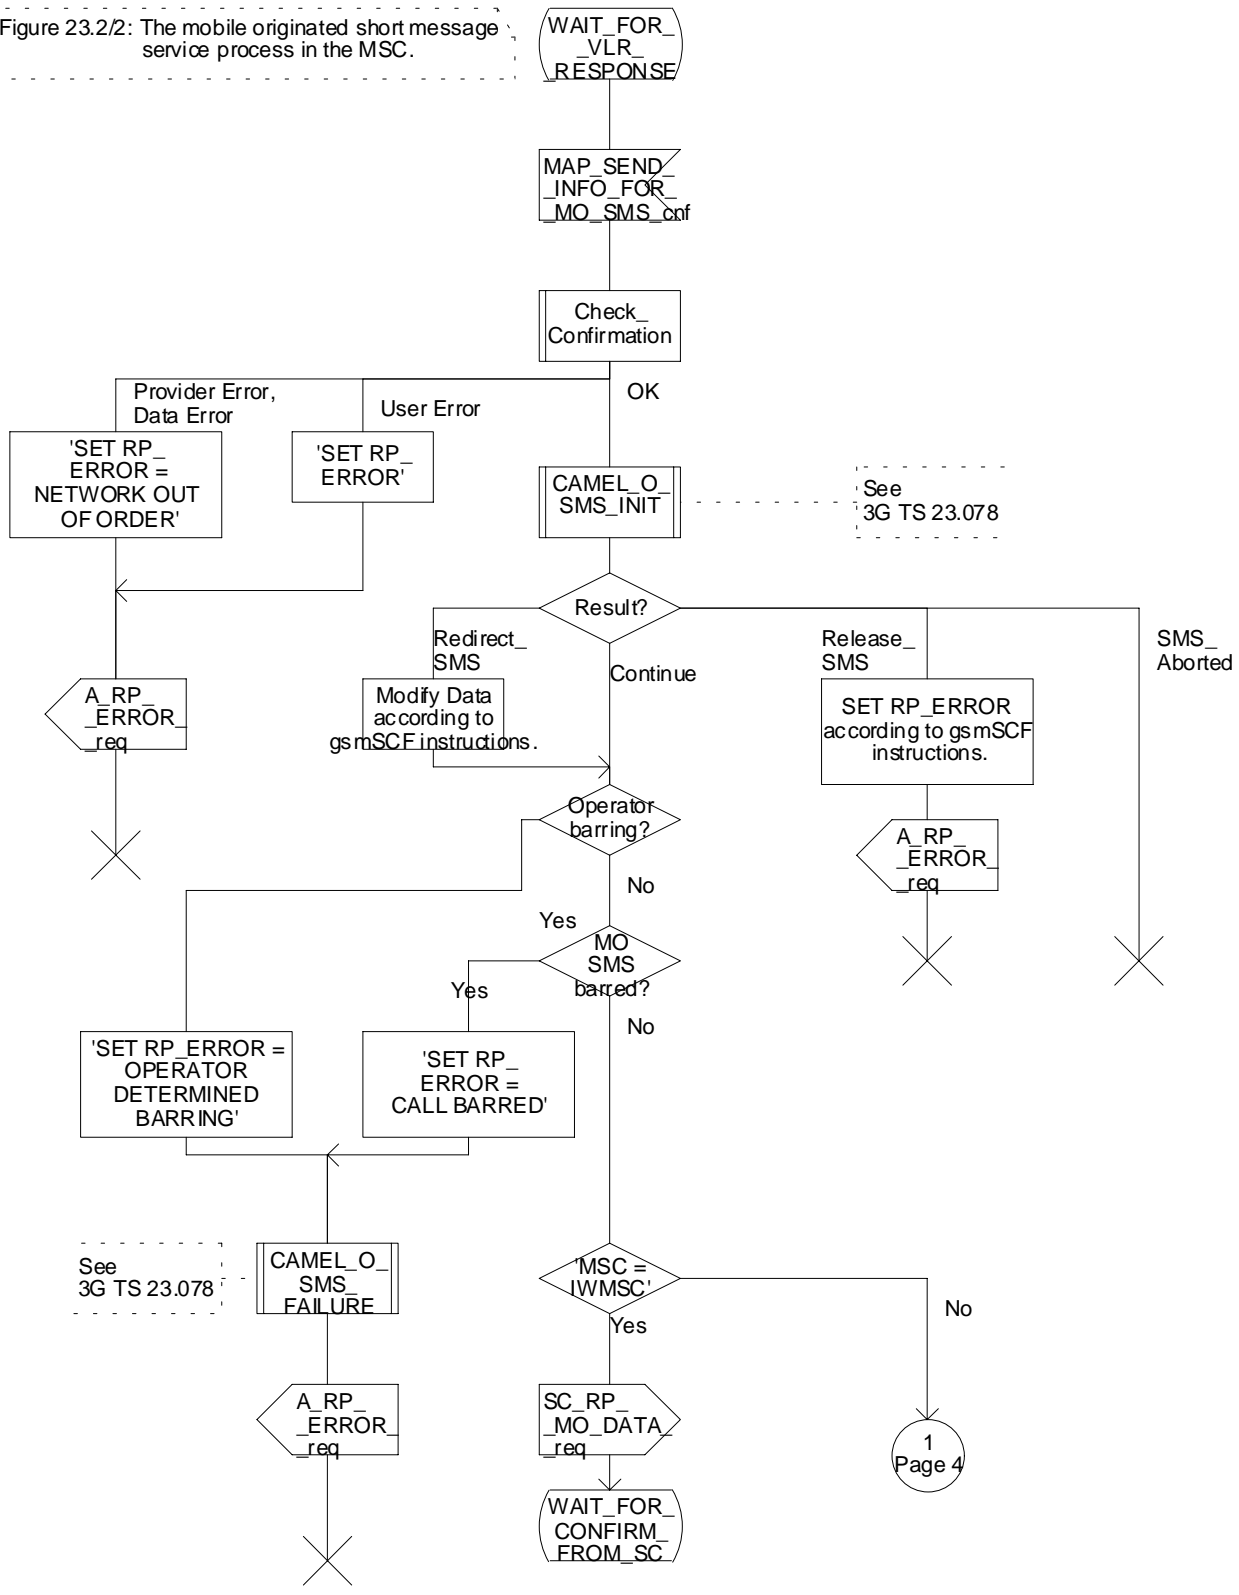 Figure 23.2/2: The mobile originated short message
service process in the MSC.
WAIT_FOR_
_VLR_
_RESPONSE
MAP_SEND_
_INFO_FOR_
_MO_SMS_cnf
Check_
Confirmation
Provider Error,
Data Error
User Error
OK
'SET RP_
ERROR =
NETWORK OUT
OF ORDER'
'SET RP_
ERROR'
CAMEL_O_
SMS_INIT
See
3G TS 23.078
Result?
Redirect_
SMS
Continue
Release_
SMS
SMS_
Aborted
A_RP_
_ERROR_
_req
Modify Data
according to
gsmSCF instructions.
SET RP_ERROR
according to gsmSCF
instructions.
Operator
barring?
A_RP_
_ERROR_
_req
No
Yes
MO
SMS
barred?
Yes
No
'SET RP_ERROR =
OPERATOR
DETERMINED
BARRING'
'SET RP_
ERROR =
CALL BARRED'
See
3G TS 23.078
CAMEL_O_
SMS_
FAILURE
'MSC =
IWMSC'
No
Yes
A_RP_
_ERROR_
_req
SC_RP_
_MO_DATA_
_req
1
Page 4
WAIT_FOR_
CONFIRM_
_FROM_SC